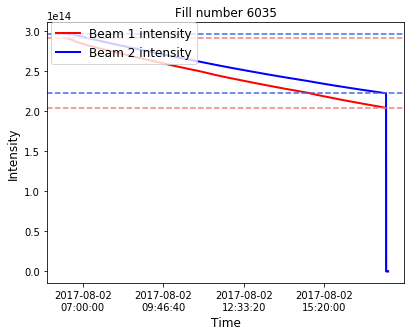 Fill number 6035
1e14
Beam 1 intensity
Beam 2 intensity
3.0
2.5
2.0
1.5
1.0
0.5
0.0
Intensity
2017-08-02
07:00:00
2017-08-02
09:46:40
2017-08-02
12:33:20
2017-08-02
15:20:00
Time